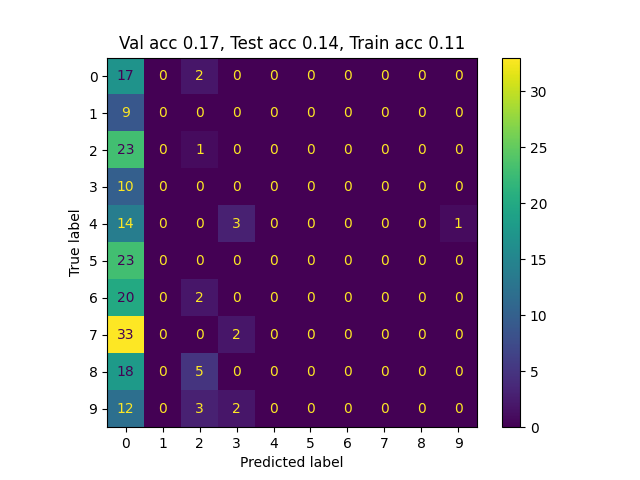 Val acc 0.17, Test acc 0.14, Train acc 0.11
0 17 0 2 0 0 0 0 0 0 0
1 9 0 0 0 0 0 0 0 0 0
2 23 0 1 0 0 0 0 0 0 0
3 10 0 0 0 0 0 0 0 0 0
4 14 0 0 3 0 0 0 0 0 1
5 23 0 0 0 0 0 0 0 0 0
6 20 0 2 0 0 0 0 0 0 0
7 33 0 0 2 0 0 0 0 0 0
8 18 0 5 0 0 0 0 0 0 0
9 12 0 3 2 0 0 0 0 0 0
0 1 2 3 4 5 6 7 8 9
Predicted label
True label
30
25
20
15
10
5
0